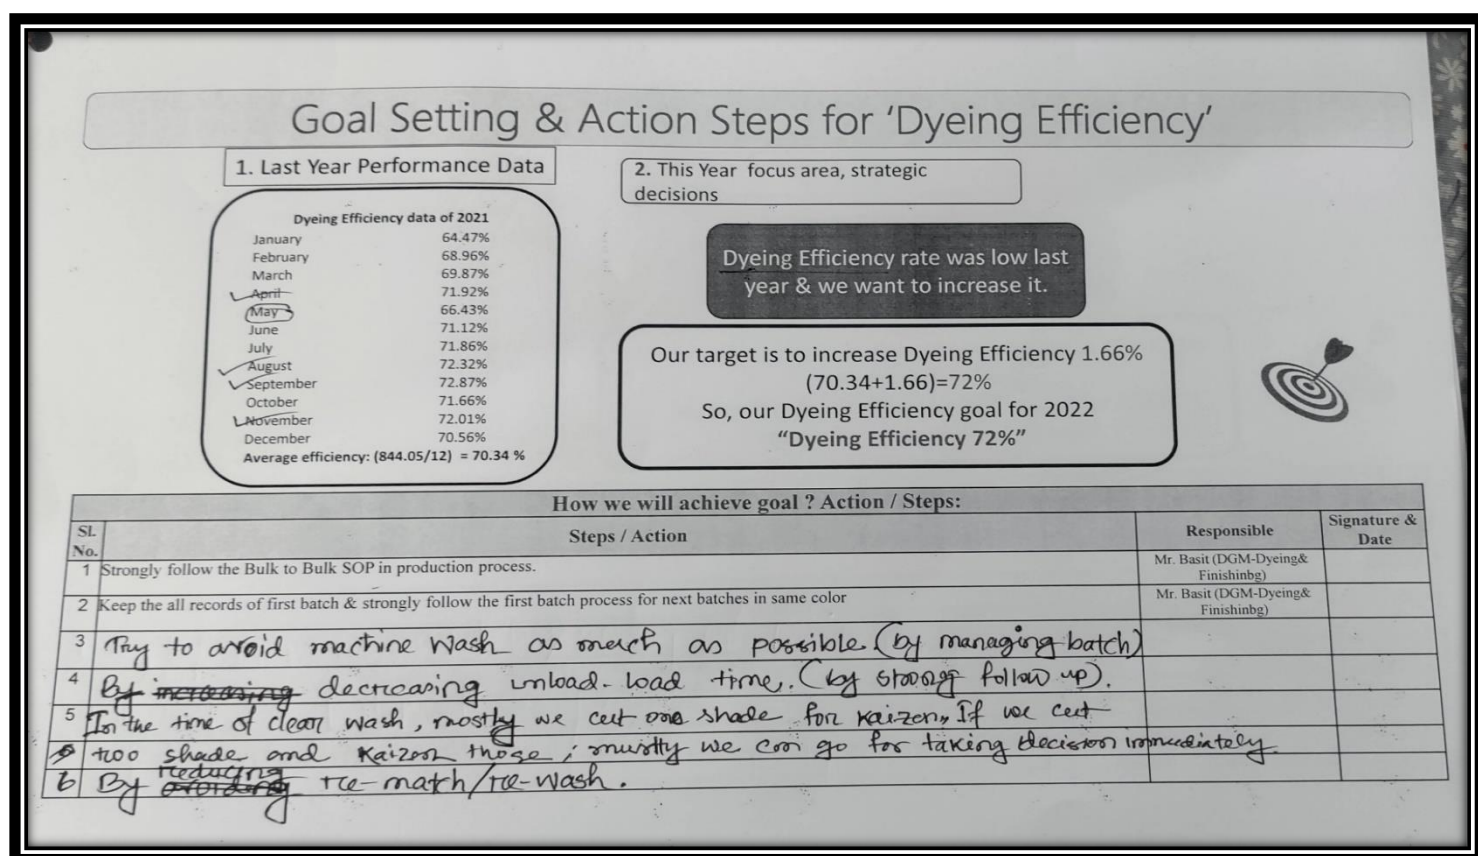 Goal Setting & Action Steps for 'Dyeing Efficiency'
1. Last Year Performance Data
Dyeing Efficiency data of 2021
January 64.47%
February 68.96%
March 69.87%
April 71.92%
May 66.43%
June 71.12%
July 71.86%
August 72.32%
September 72.87%
October 71.66%
November 72.01%
December 70.56%
Average efficiency: (844.05/12) = 70.34 %
2. This Year focus area, strategic
decisions
Dyeing Efficiency rate was low last
year & we want to increase it.
Our target is to increase Dyeing Efficiency 1.66%
(70.34+1.66)=72%
So, our Dyeing Efficiency goal for 2022
“Dyeing Efficiency 72%”
How we will achieve goal ? Action / Steps:
SL No. Steps / Action Responsible Signature & Date
1 Strongly follow the Bulk to Bulk SOP in production process. Mr. Basit (DGM-Dyeing& Finishinbg)
2 Keep the all records of first batch & strongly follow the first batch process for next batches in same color Mr. Basit (DGM-Dyeing& Finishinbg)
3 Try to avoid machine wash as much as possible. (by managing batch)
4 By increasing decreasing unload-load time. (by strong follow up).
5 In the time of clean wash, mostly we cut one shade for kaizen, If we cut
two shade and Kaizen those, we can go for taking decision immediately.
6 By avoiding reducing re-match/re-wash.